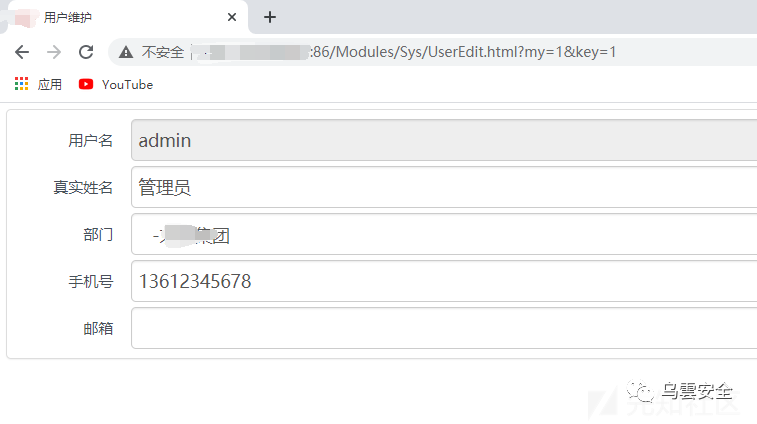 用户维护
不安全 :86/Modules/Sys/UserEdit.html?my=1&key=1
应用 YouTube
用户名 admin
真实姓名 管理员
部门 集团
手机号 13612345678
邮箱
乌雲安全
先知社区